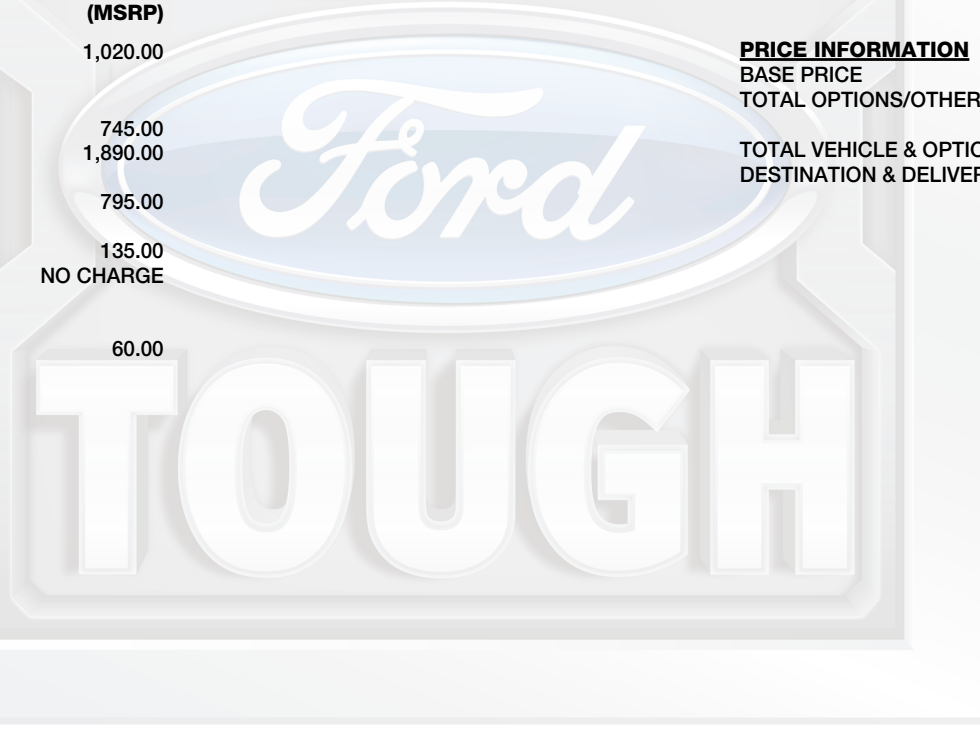 (MSRP)
1,020.00
745.00
1,890.00
795.00
135.00
NO CHARGE
60.00
PRICE INFORMATION
BASE PRICE
TOTAL OPTIONS/OTHER
TOTAL VEHICLE & OPTIO
DESTINATION & DELIVER
Ford
TOUGH